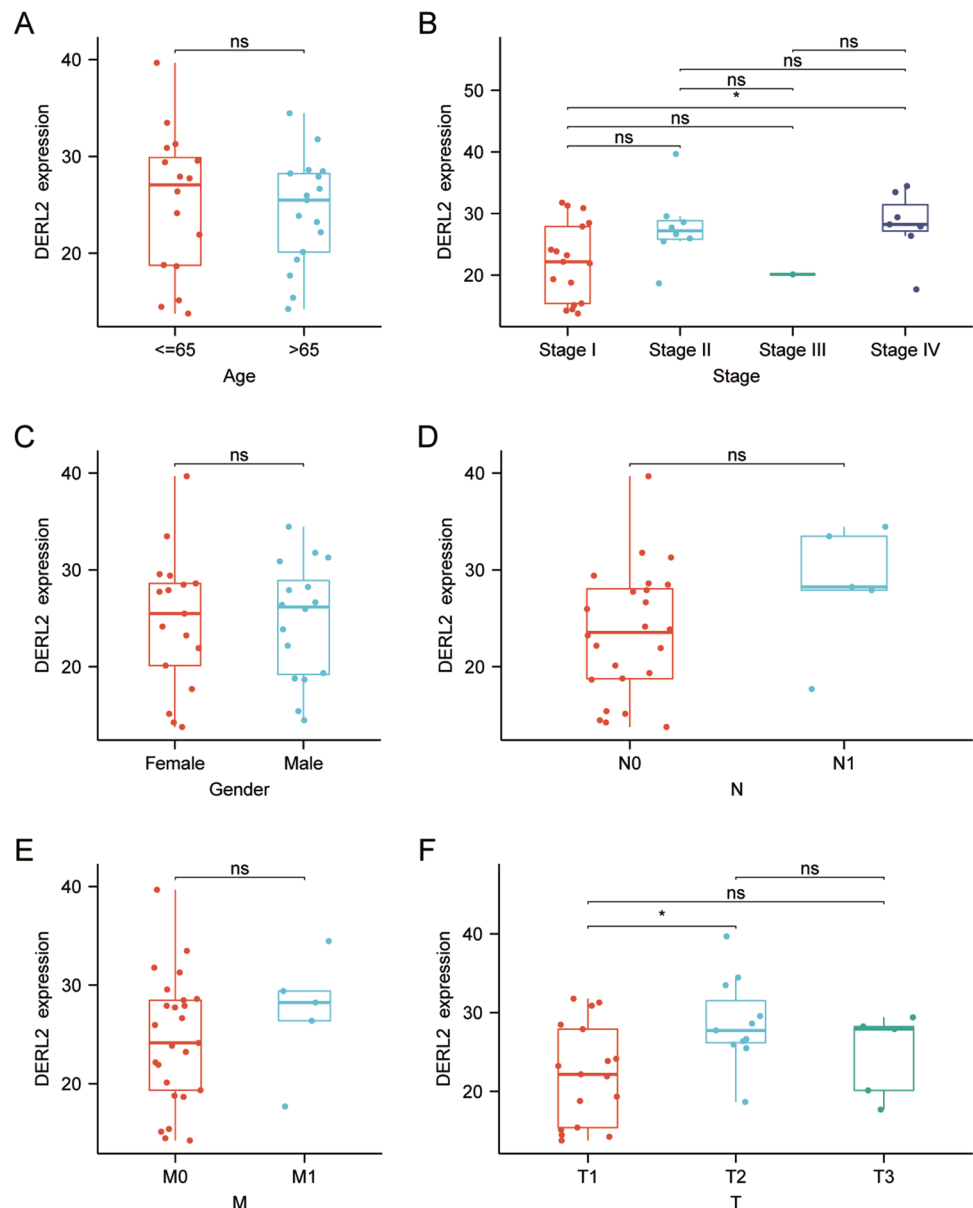 A
ns
DERL2 expression
40
30
20
<=65 >65
Age
B
ns
ns
ns
*
ns
ns
DERL2 expression
50
40
30
20
Stage I Stage II Stage III Stage IV
Stage
C
ns
DERL2 expression
40
30
20
Female Male
Gender
D
ns
DERL2 expression
40
30
20
N0 N1
N
E
ns
DERL2 expression
40
30
20
M0 M1
M
F
ns
ns
*
DERL2 expression
40
30
20
T1 T2 T3
T